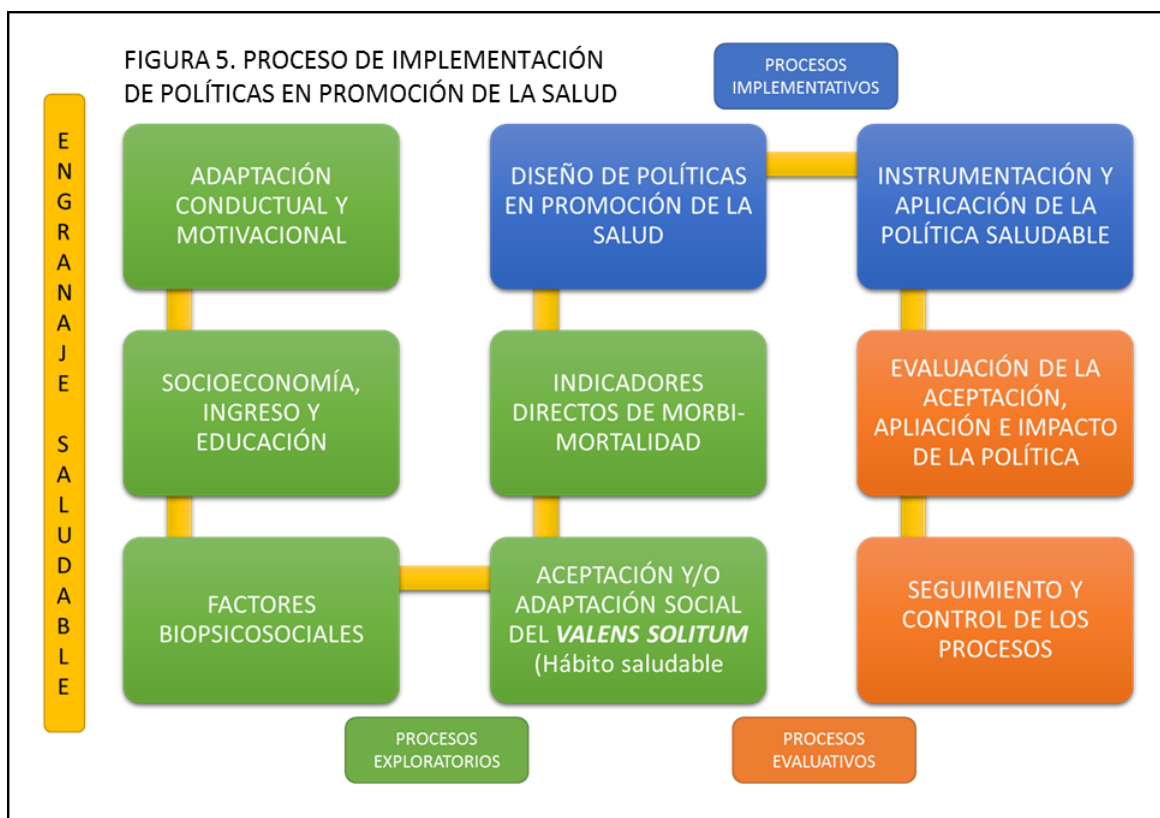 FIGURA 5. PROCESO DE IMPLEMENTACIÓN
DE POLÍTICAS EN PROMOCIÓN DE LA SALUD
PROCESOS
IMPLEMENTATIVOS
ENGRANAJE SALUDABLE
ADAPTACIÓN
CONDUCTUAL Y
MOTIVACIONAL
SOCIOECONOMÍA,
INGRESO Y
EDUCACIÓN
FACTORES
BIOPSICOSOCIALES
ACEPTACIÓN Y/O
ADAPTACIÓN SOCIAL
DEL VALENS SOLITUM
(Hábito saludable
INDICADORES
DIRECTOS DE MORBI-
MORTALIDAD
DISEÑO DE POLÍTICAS
EN PROMOCIÓN DE LA
SALUD
INSTRUMENTACIÓN Y
APLICACIÓN DE LA
POLÍTICA SALUDABLE
EVALUACIÓN DE LA
ACEPTACIÓN,
APLIACIÓN E IMPACTO
DE LA POLÍTICA
SEGUIMIENTO Y
CONTROL DE LOS
PROCESOS
PROCESOS
EXPLORATORIOS
PROCESOS
EVALUATIVOS